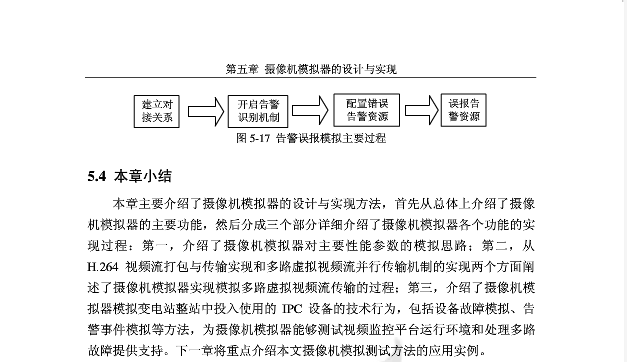 第五章 摄像机模拟器的设计与实现
建立对
接关系
开启告警
识别机制
配置错误
告警资源
误报告
警资源
图 5-17 告警误报模拟主要过程
5.4 本章小结
本章主要介绍了摄像机模拟器的设计与实现方法，首先从总体上介绍了摄像
机模拟器的主要功能，然后分成三个部分详细介绍了摄像机模拟器各个功能的实
现过程：第一，介绍了摄像机模拟器对主要性能参数的模拟思路；第二，从
H.264 视频流打包与传输实现和多路虚拟视频流并行传输机制的实现两个方面阐
述了摄像机模拟器实现模拟多路虚拟视频流传输的过程；第三，介绍了摄像机模
拟器模拟变电站整站中投入使用的 IPC 设备的技术行为，包括设备故障模拟、告
警事件模拟等方法，为摄像机模拟器能够测试视频监控平台运行环境和处理多路
故障提供支持。下一章将重点介绍本文摄像机模拟测试方法的应用实例。